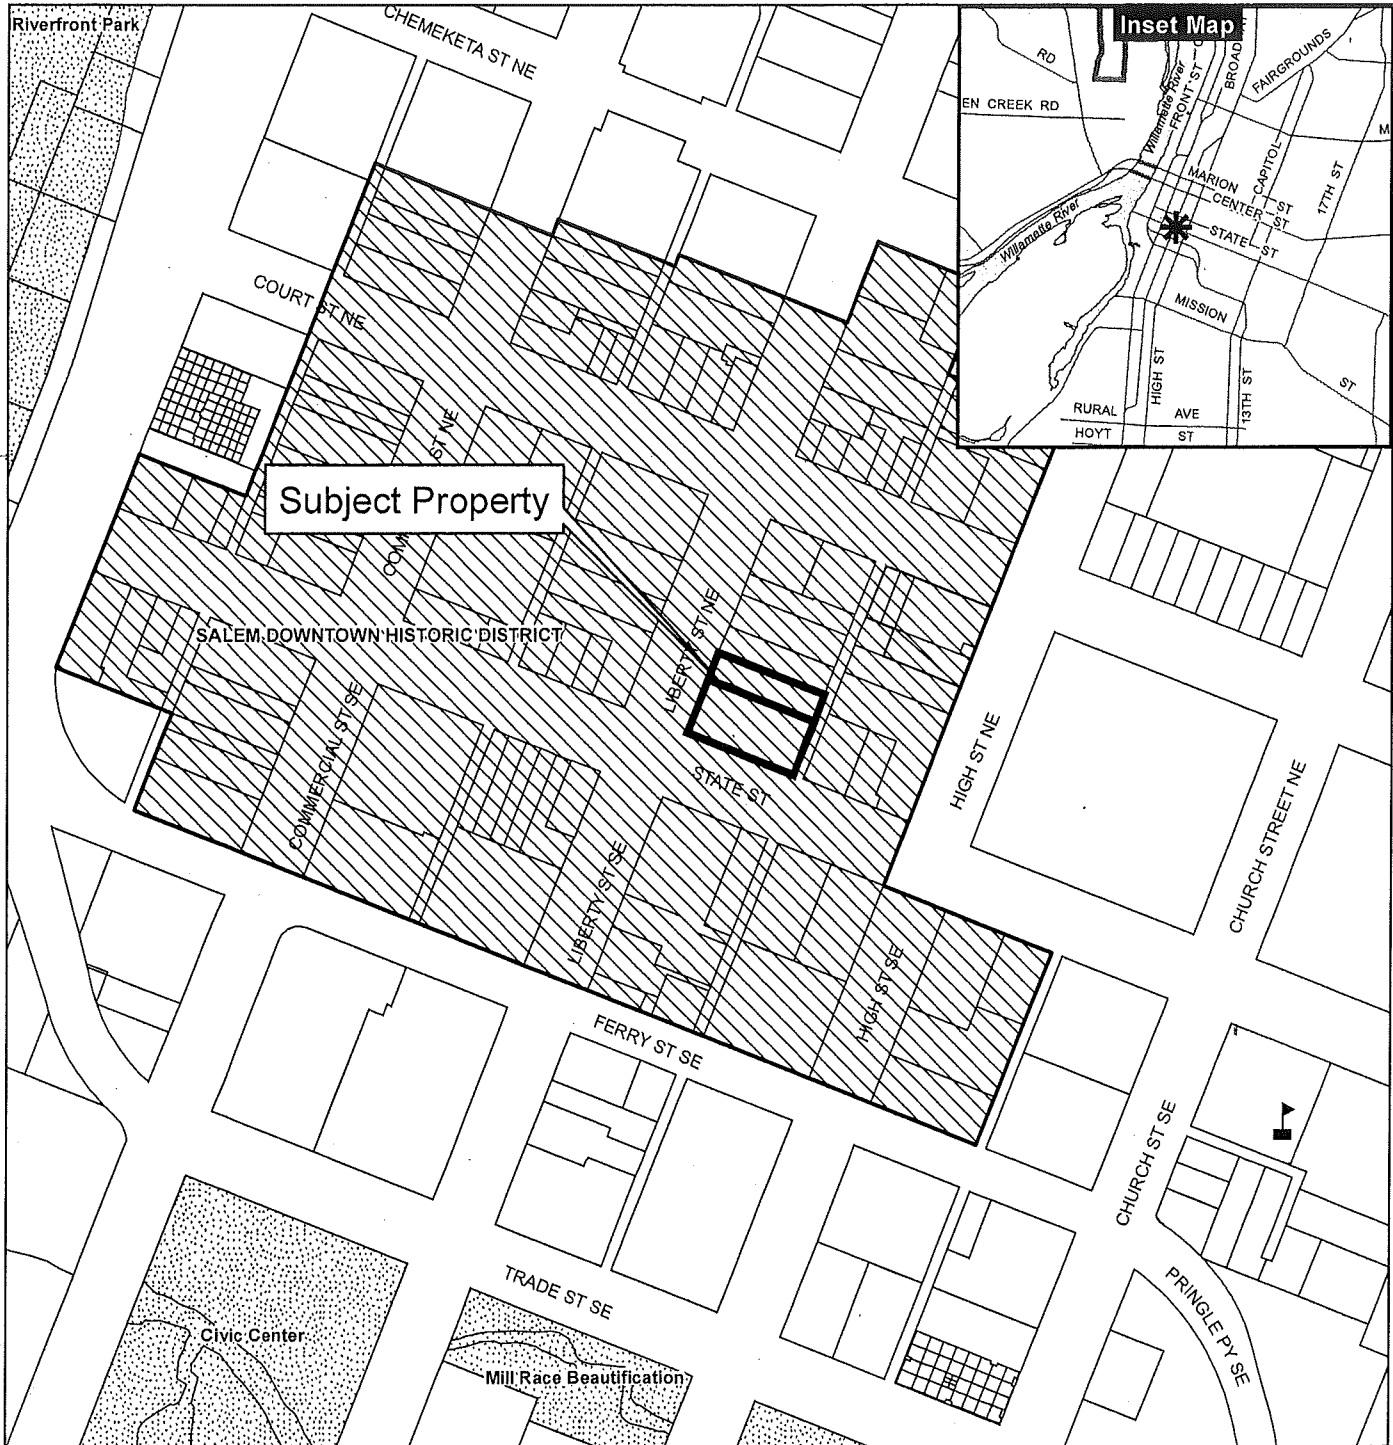 Riverfront Park
CHEMEKETA ST NE
Inset Map
RD
EN CREEK RD
Willamette River
FRONT ST
BROAD
FAIRGROUNDS
M
CAPITOL
17TH ST
MARION ST
CENTER ST
STATE ST
Willamette River
MISSION ST
HIGH ST
13TH ST
RURAL AVE
HOYT ST
COURT ST NE
ST NE
Subject Property
COM
LIBERTY ST NE
SALEM DOWNTOWN HISTORIC DISTRICT
COMMERCIAL ST SE
STATE ST
HIGH ST NE
CHURCH STREET NE
LIBERTY ST SE
HIGH ST SE
FERRY ST SE
CHURCH ST SE
TRADE ST SE
PRINGLE PY SE
Civic Center
Mill Race Beautification